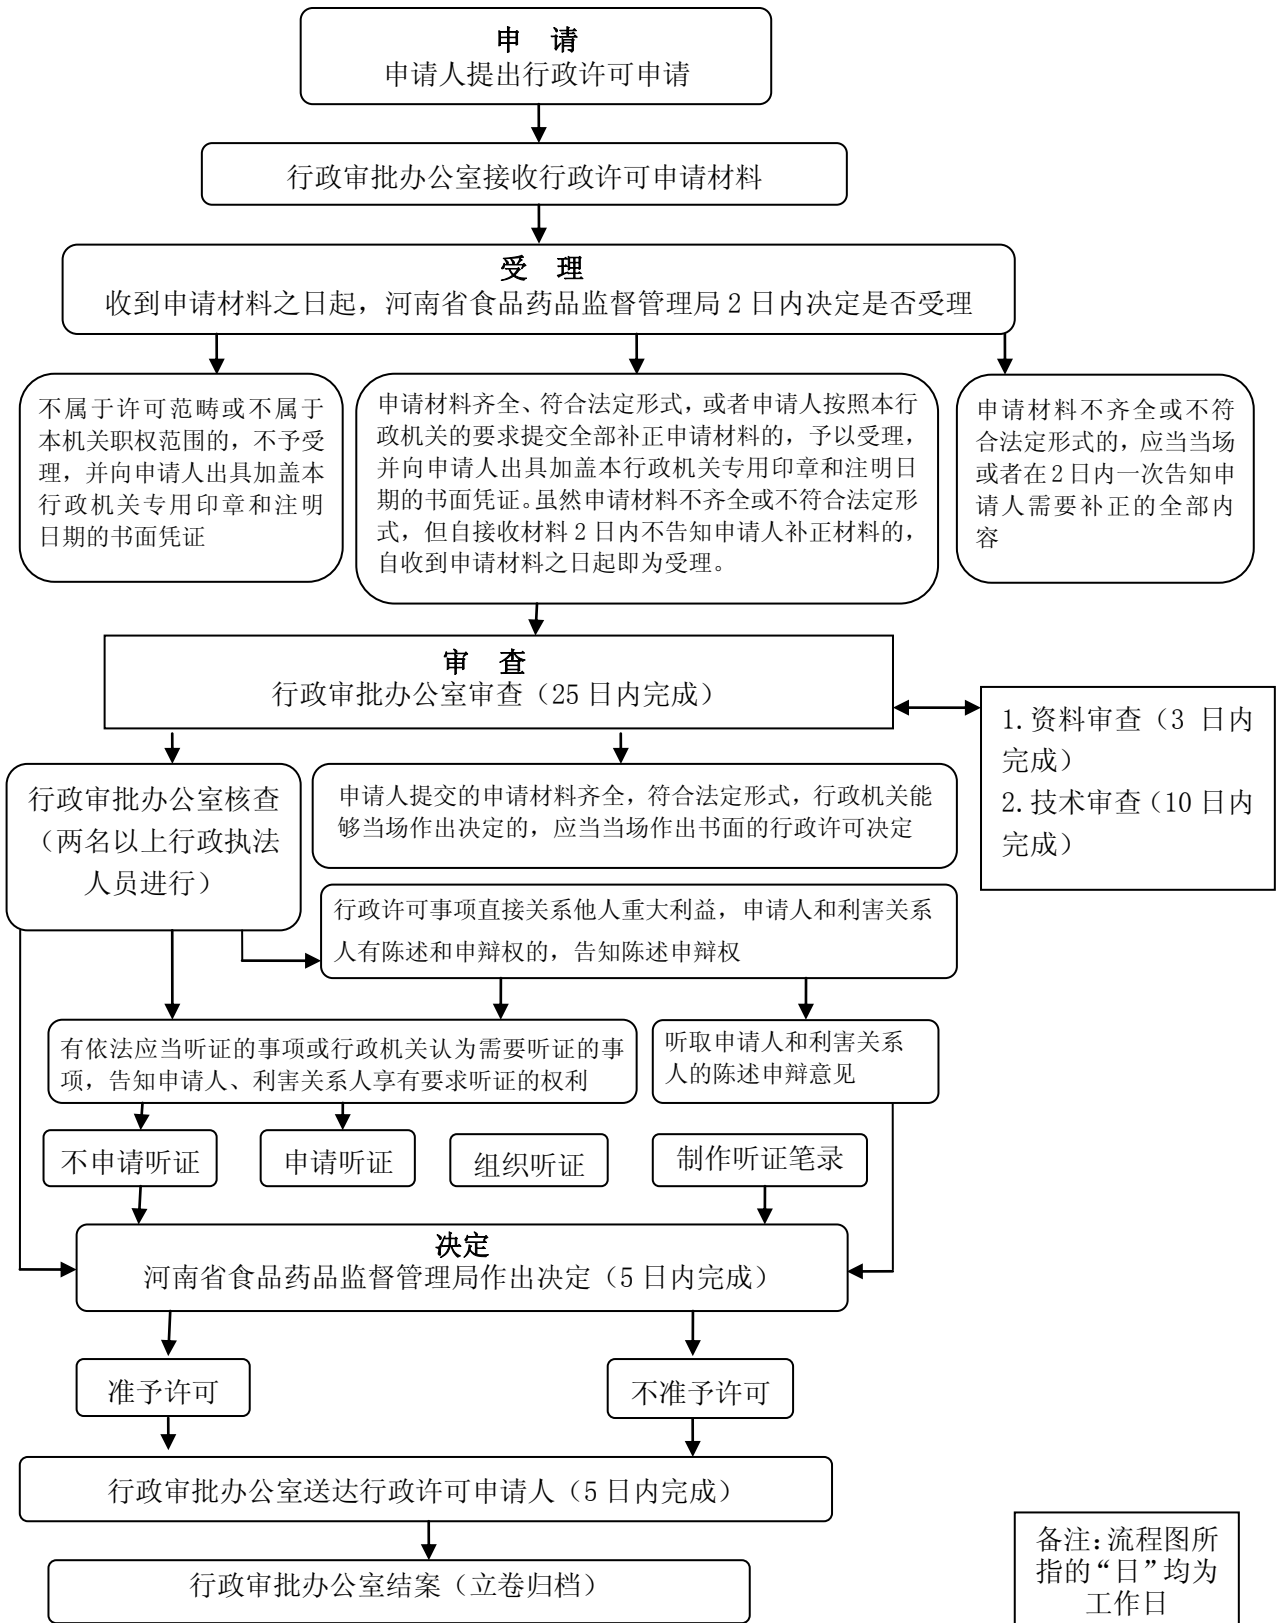 申 请
申请人提出行政许可申请
行政审批办公室接收行政许可申请材料
受 理
收到申请材料之日起，河南省食品药品监督管理局 2 日内决定是否受理
不属于许可范畴或不属于
本机关职权范围的，不予受
理，并向申请人出具加盖本
行政机关专用印章和注明
日期的书面凭证
申请材料齐全、符合法定形式，或者申请人按照本行
政机关的要求提交全部补正申请材料的，予以受理，
并向申请人出具加盖本行政机关专用印章和注明日
期的书面凭证。虽然申请材料不齐全或不符合法定形
式，但自接收材料 2 日内不告知申请人补正材料的，
自收到申请材料之日起即为受理。
申请材料不齐全或不符
合法定形式的，应当当场
或者在 2 日内一次告知申
请人需要补正的全部内
容
审 查
行政审批办公室审查（25 日内完成）
1.资料审查（3 日内
完成）
2.技术审查（10 日内
完成）
行政审批办公室核查
（两名以上行政执法
人员进行）
申请人提交的申请材料齐全，符合法定形式，行政机关能
够当场作出决定的，应当当场作出书面的行政许可决定
行政许可事项直接关系他人重大利益，申请人和利害关系
人有陈述和申辩权的，告知陈述申辩权
有依法应当听证的事项或行政机关认为需要听证的事
项，告知申请人、利害关系人享有要求听证的权利
听取申请人和利害关系
人的陈述申辩意见
不申请听证
申请听证
组织听证
制作听证笔录
决定
河南省食品药品监督管理局作出决定（5 日内完成）
准予许可
不准予许可
行政审批办公室送达行政许可申请人（5 日内完成）
行政审批办公室结案（立卷归档）
备注：流程图所
指的“日”均为
工作日